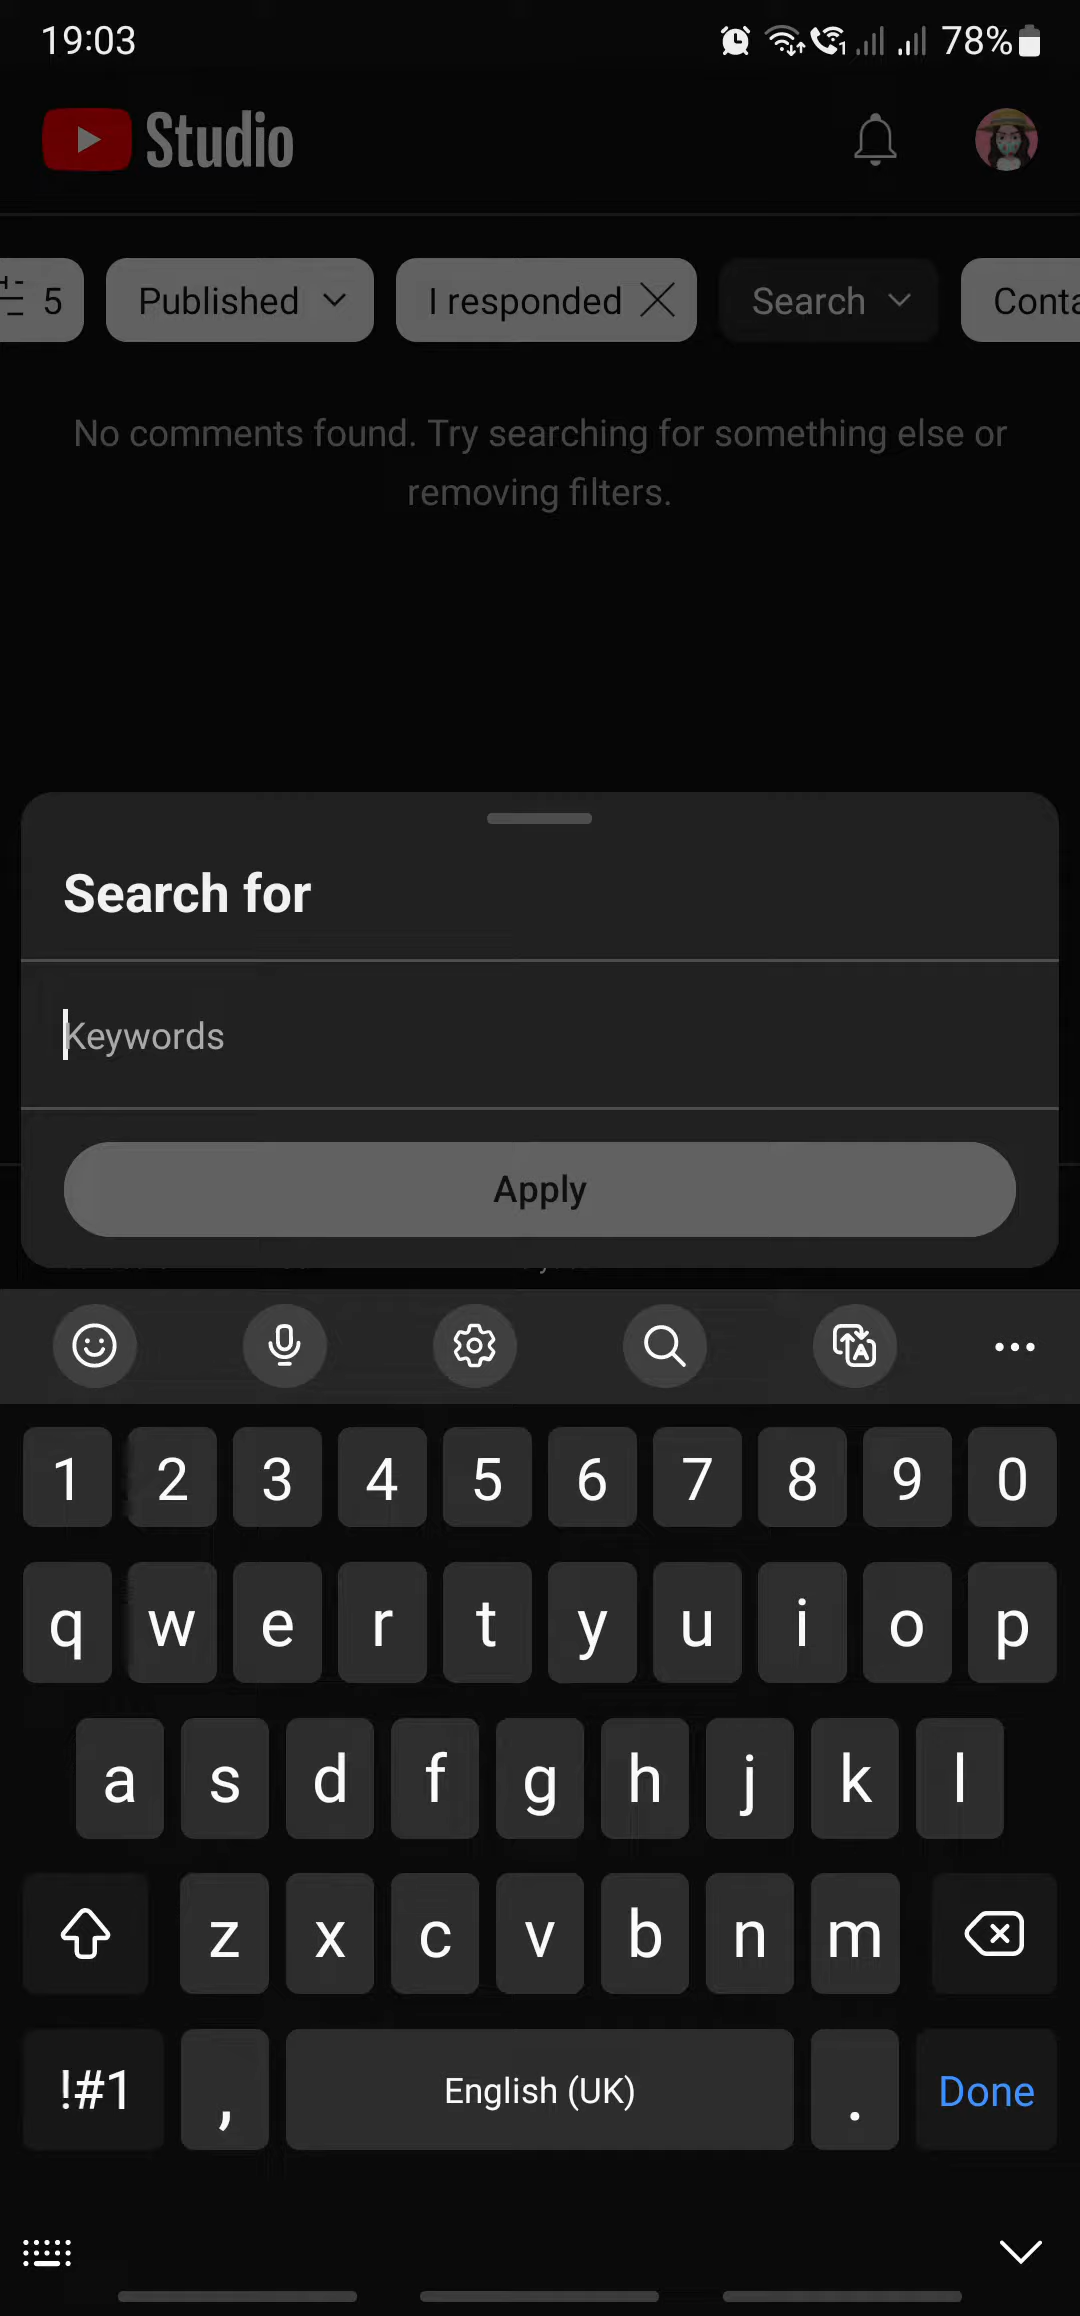 19:03
78%
Studio
5
Published
I responded
Search
Conta
No comments found. Try searching for something else or
removing filters.
Search for
Keywords
Apply
1 2 3 4 5 6 7 8 9 0
q w e r t y u i o p
a s d f g h j k l
z x c v b n m
!#1 , English (UK) . Done